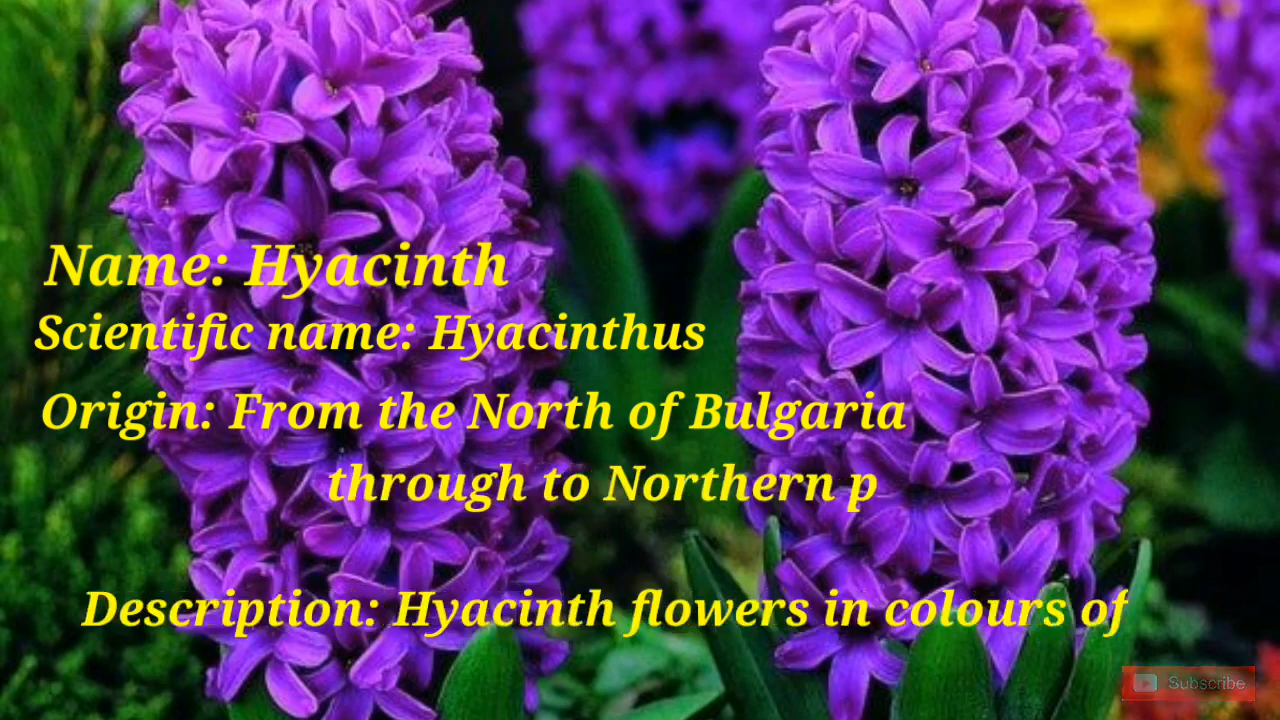 Name: Hyacinth
Scientific name: Hyacinthus
Origin: From the North of Bulgaria
through to Northern p
Description: Hyacinth flowers in colours of
Subscribe